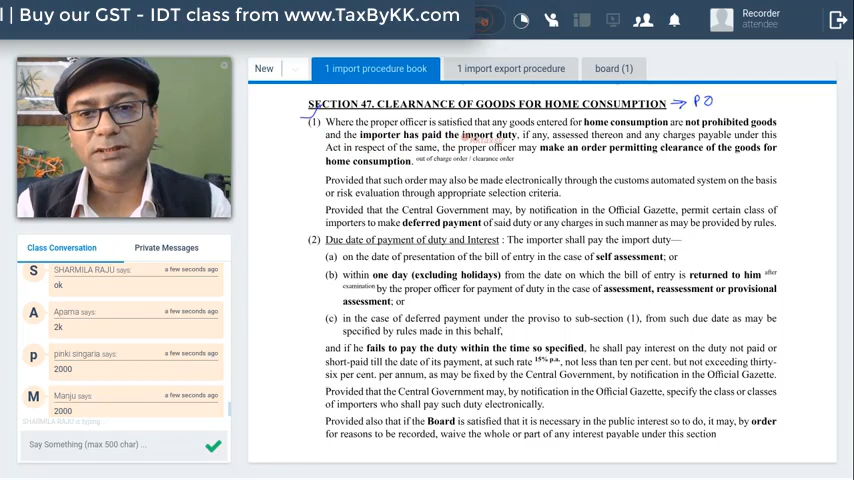 l | Buy our GST - IDT class from www.TaxByKK.com
Recorder
attendee
New
1 import procedure book
1 import export procedure
board (1)
SECTION 47. CLEARNANCE OF GOODS FOR HOME CONSUMPTION → PO
(1) Where the proper officer is satisfied that any goods entered for home consumption are not prohibited goods
and the importer has paid the import duty, if any, assessed thereon and any charges payable under this
Act in respect of the same, the proper officer may make an order permitting clearance of the goods for
home consumption. out of charge order / clearance order
Provided that such order may also be made electronically through the customs automated system on the basis
or risk evaluation through appropriate selection criteria.
Provided that the Central Government may, by notification in the Official Gazette, permit certain class of
importers to make deferred payment of said duty or any charges in such manner as may be provided by rules.
(2) Due date of payment of duty and Interest : The importer shall pay the import duty—
(a) on the date of presentation of the bill of entry in the case of self assessment; or
(b) within one day (excluding holidays) from the date on which the bill of entry is returned to him after
examination by the proper officer for payment of duty in the case of assessment, reassessment or provisional
assessment; or
(c) in the case of deferred payment under the proviso to sub-section (1), from such due date as may be
specified by rules made in this behalf,
and if he fails to pay the duty within the time so specified, he shall pay interest on the duty not paid or
short-paid till the date of its payment, at such rate 15% p.a. , not less than ten per cent. but not exceeding thirty-
six per cent. per annum, as may be fixed by the Central Government, by notification in the Official Gazette.
Provided that the Central Government may, by notification in the Official Gazette, specify the class or classes
of importers who shall pay such duty electronically.
Provided also that if the Board is satisfied that it is necessary in the public interest so to do, it may, by order
for reasons to be recorded, waive the whole or part of any interest payable under this section
Class Conversation
Private Messages
S
SHARMILA RAJU says:
a few seconds ago
ok
A
Aparna says:
a few seconds ago
2k
p
pinki singaria says:
a few seconds ago
2000
M
Manju says:
a few seconds ago
2000
SHARMILA RAJU is typing.
Say Something (max 500 char) ...